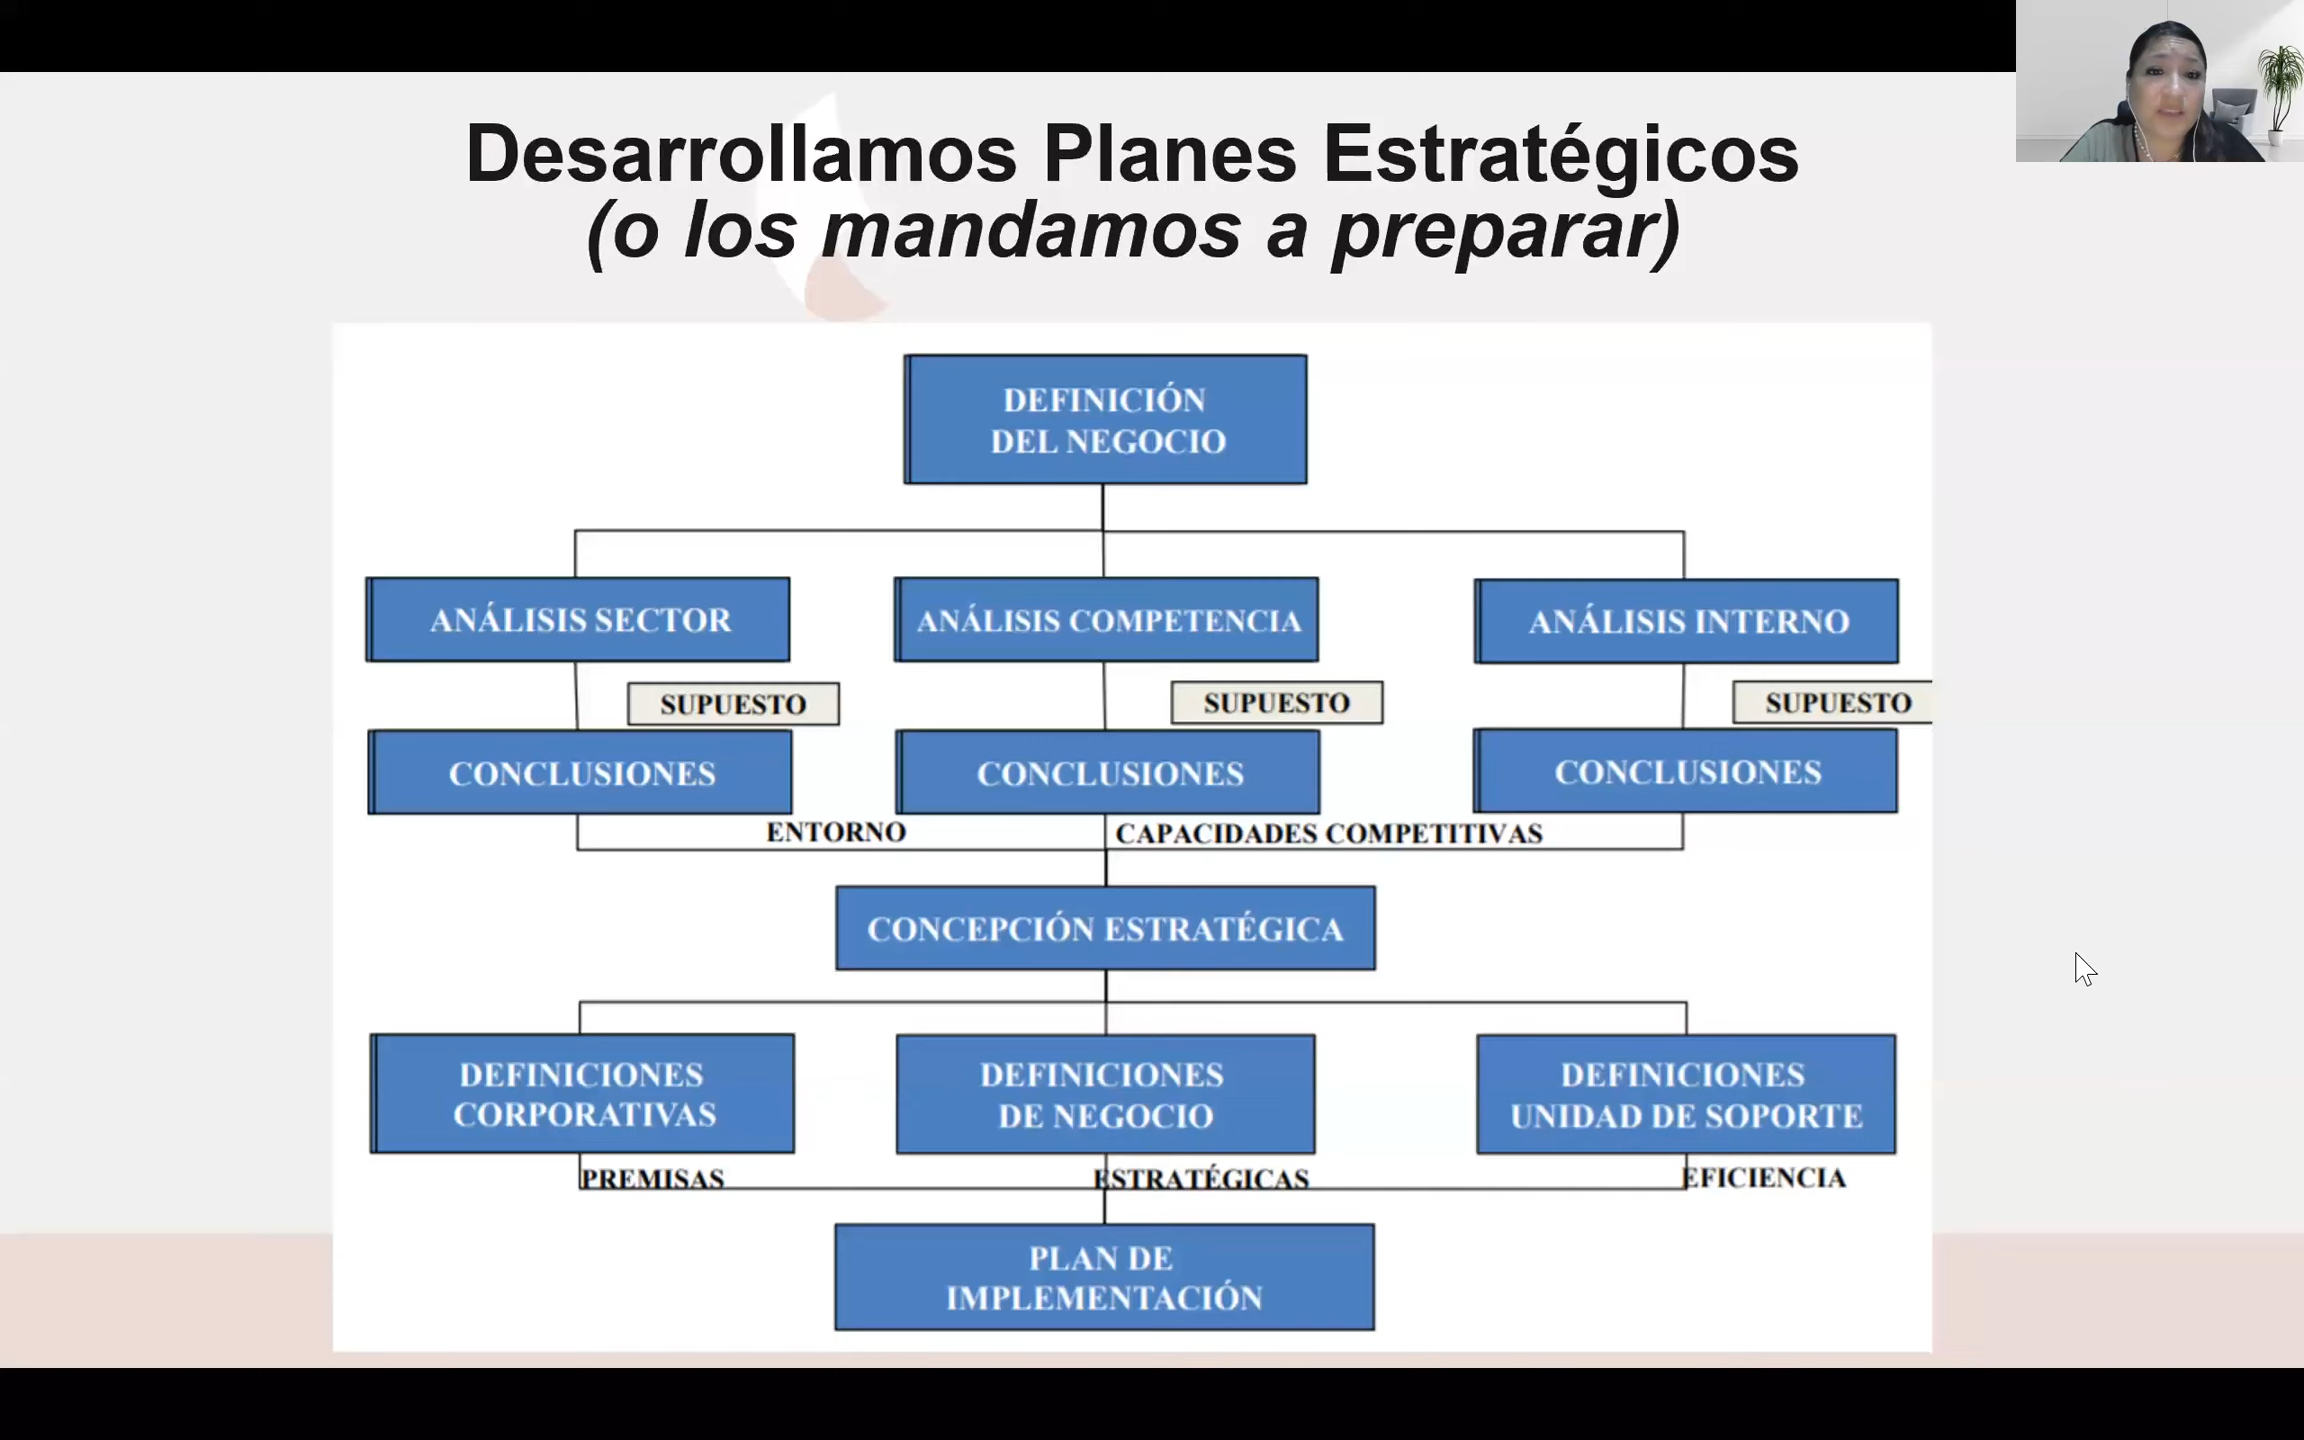 Desarrollamos Planes Estratégicos
(o los mandamos a preparar)
DEFINICIÓN
DEL NEGOCIO
ANÁLISIS SECTOR
ANÁLISIS COMPETENCIA
ANÁLISIS INTERNO
SUPUESTO
SUPUESTO
SUPUESTO
CONCLUSIONES
CONCLUSIONES
CONCLUSIONES
ENTORNO
CAPACIDADES COMPETITIVAS
CONCEPCIÓN ESTRATÉGICA
DEFINICIONES
CORPORATIVAS
DEFINICIONES
DE NEGOCIO
DEFINICIONES
UNIDAD DE SOPORTE
PREMISAS
ESTRATÉGICAS
EFICIENCIA
PLAN DE
IMPLEMENTACIÓN